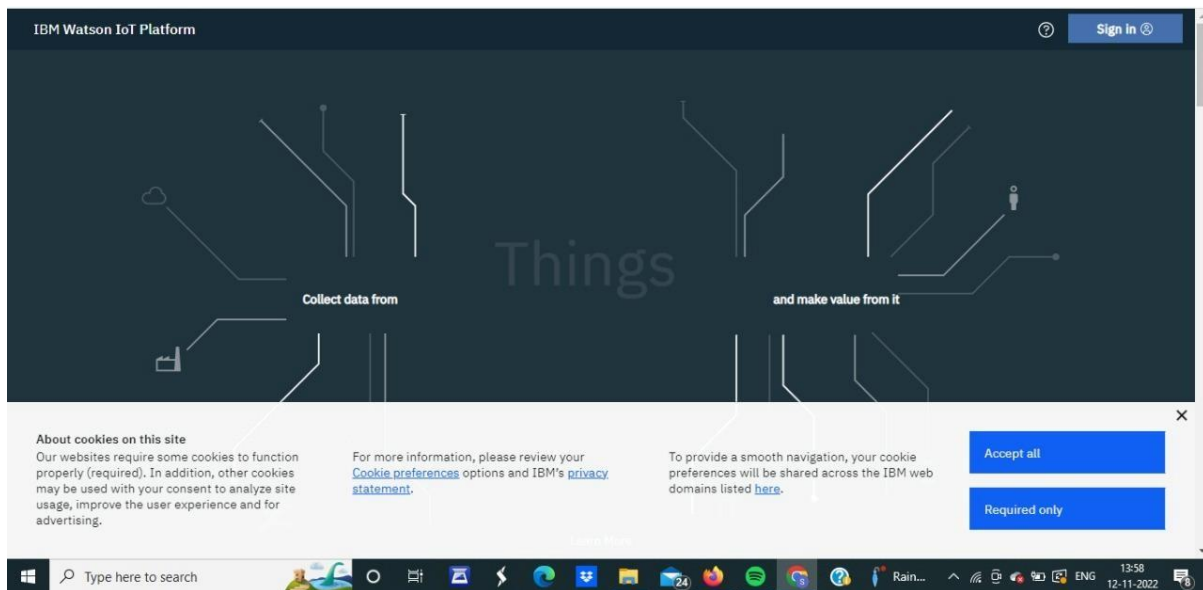 IBM Watson IoT Platform
Sign in
Things
Collect data from
and make value from it
About cookies on this site
Our websites require some cookies to function
properly (required). In addition, other cookies
may be used with your consent to analyze site
usage, improve the user experience and for
advertising.
For more information, please review your
Cookie preferences options and IBM's privacy
statement.
To provide a smooth navigation, your cookie
preferences will be shared across the IBM web
domains listed here.
Accept all
Required only
Learn More
Type here to search
24
S
Rain...
ENG
13:58
12-11-2022
8